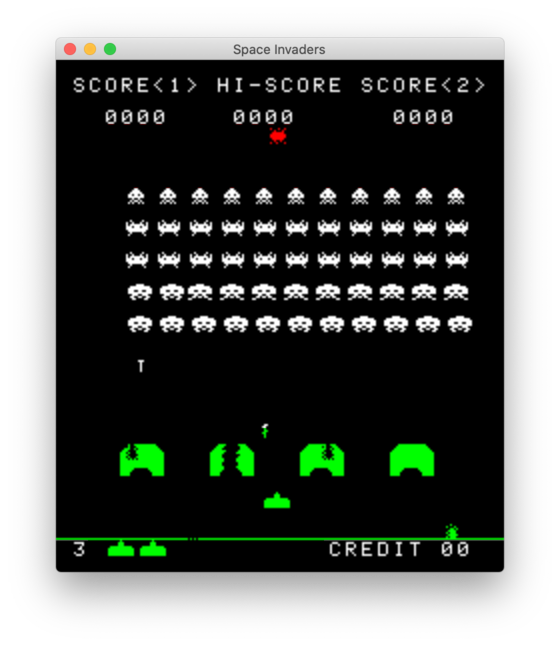 Space Invaders
SCORE<1> HI-SCORE SCORE<2>
0000 0000 0000
3 CREDIT 00